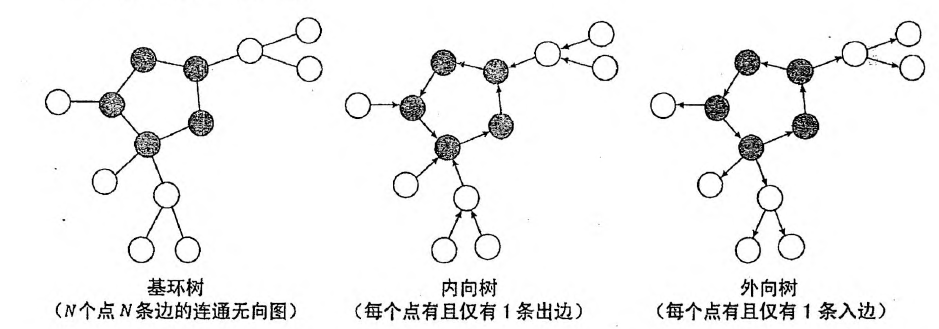 基环树
（N个点N条边的连通无向图）
内向树
（每个点有且仅有1条出边）
外向树
（每个点有且仅有1条入边）